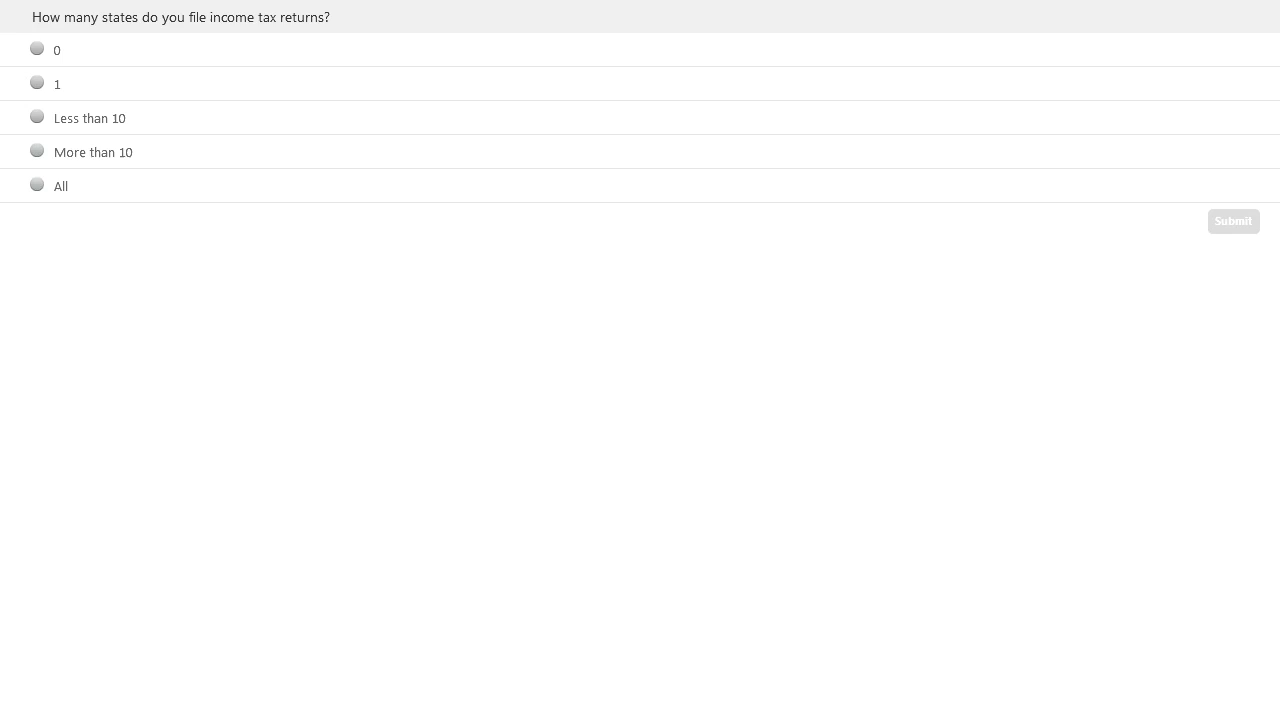 How many states do you file income tax returns?
0
1
Less than 10
More than 10
All
Submit